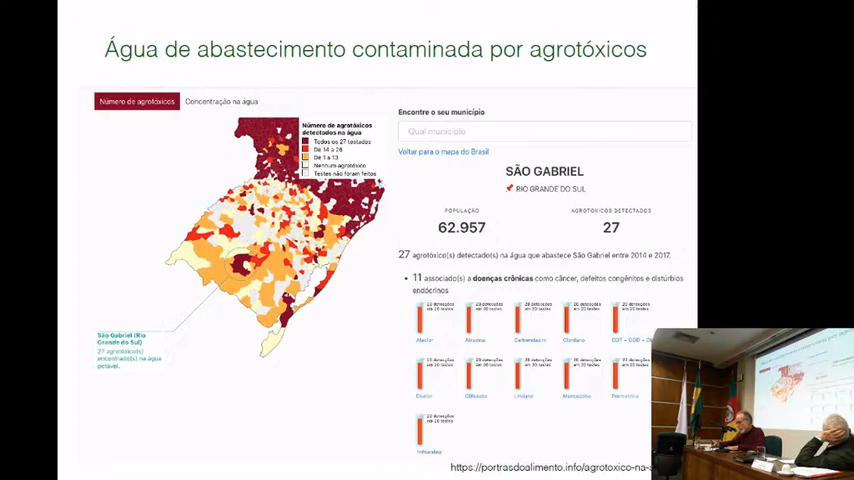 Água de abastecimento contaminada por agrotóxicos
Número de agrotóxicos
Concentração na água
Número de agrotóxicos
detectados na água
Todos os 27 testados
De 14 a 26
De 1 a 13
Nenhum agrotóxico
Testes não foram feitos
São Gabriel (Rio
Grande do Sul)
27 agrotóxico(s)
encontrado(s) na água
potável.
Encontre o seu município
Qual município
Voltar para o mapa do Brasil
SÃO GABRIEL
RIO GRANDE DO SUL
POPULAÇÃO
AGROTÓXICOS DETECTADOS
62.957
27
27 agrotóxico(s) detectado(s) na água que abastece São Gabriel entre 2014 e 2017.
11 associado(s) a doenças crônicas como câncer, defeitos congênitos e distúrbios
endócrinos
Alaclor
Atrazina
Carbendazim
Clordano
Diuron
Glifosato
Lindano
Mancozebe
Permetrina
Trifluralina
https://portrasdoalimento.info/agrotoxico-na-